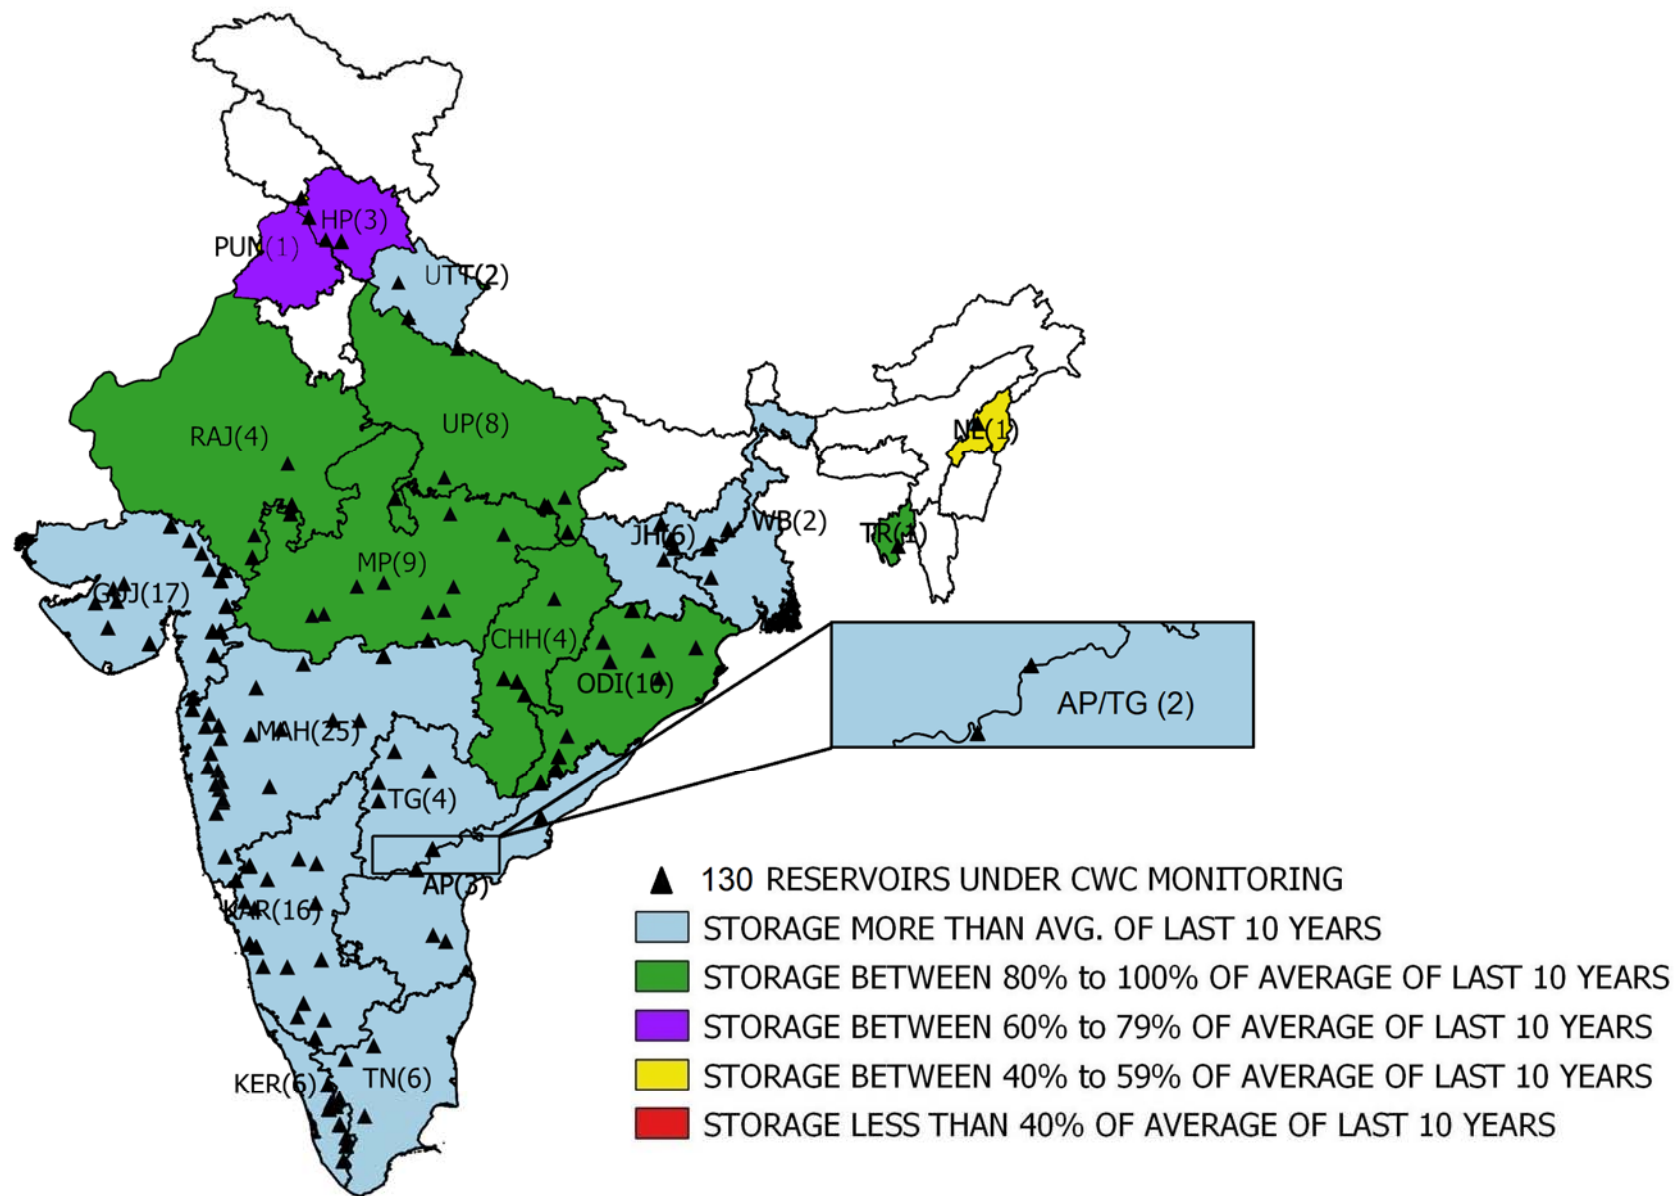 HP(3)
PUN(1)
UTT(2)
RAJ(4)
UP(8)
NL(1)
WB(2)
JH(6)
TR(1)
MP(9)
GUJ(17)
CHH(4)
ODI(10)
AP/TG (2)
MAH(25)
TG(4)
AP(3)
KAR(16)
KER(6)
TN(6)
130 RESERVOIRS UNDER CWC MONITORING
STORAGE MORE THAN AVG. OF LAST 10 YEARS
STORAGE BETWEEN 80% to 100% OF AVERAGE OF LAST 10 YEARS
STORAGE BETWEEN 60% to 79% OF AVERAGE OF LAST 10 YEARS
STORAGE BETWEEN 40% to 59% OF AVERAGE OF LAST 10 YEARS
STORAGE LESS THAN 40% OF AVERAGE OF LAST 10 YEARS